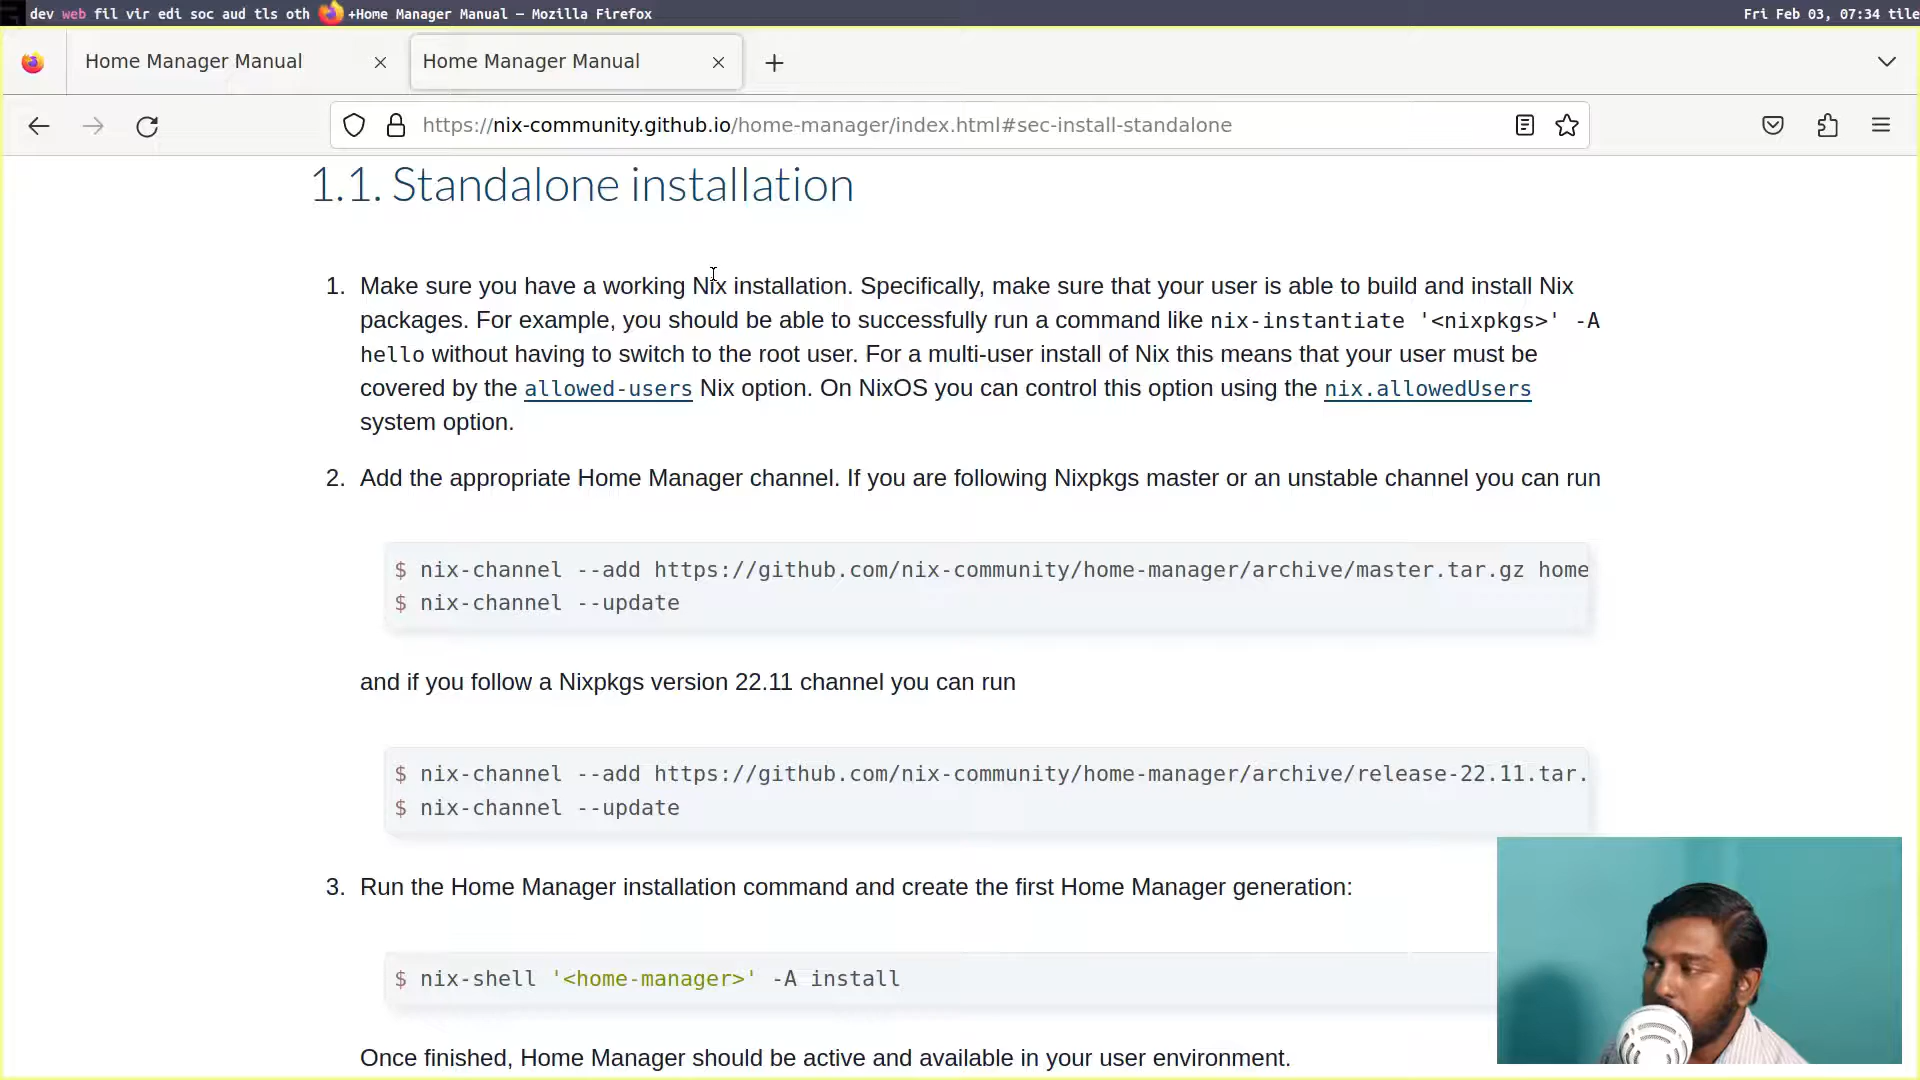 dev web fil vir edi soc aud tls oth +Home Manager Manual — Mozilla Firefox Fri Feb 03, 07:34 tile
Home Manager Manual Home Manager Manual
https://nix-community.github.io/home-manager/index.html#sec-install-standalone
1.1. Standalone installation
1. Make sure you have a working Nix installation. Specifically, make sure that your user is able to build and install Nix
packages. For example, you should be able to successfully run a command like nix-instantiate '<nixpkgs>' -A
hello without having to switch to the root user. For a multi-user install of Nix this means that your user must be
covered by the allowed-users Nix option. On NixOS you can control this option using the nix.allowedUsers
system option.
2. Add the appropriate Home Manager channel. If you are following Nixpkgs master or an unstable channel you can run
$ nix-channel --add https://github.com/nix-community/home-manager/archive/master.tar.gz home
$ nix-channel --update
and if you follow a Nixpkgs version 22.11 channel you can run
$ nix-channel --add https://github.com/nix-community/home-manager/archive/release-22.11.tar.
$ nix-channel --update
3. Run the Home Manager installation command and create the first Home Manager generation:
$ nix-shell '<home-manager>' -A install
Once finished, Home Manager should be active and available in your user environment.